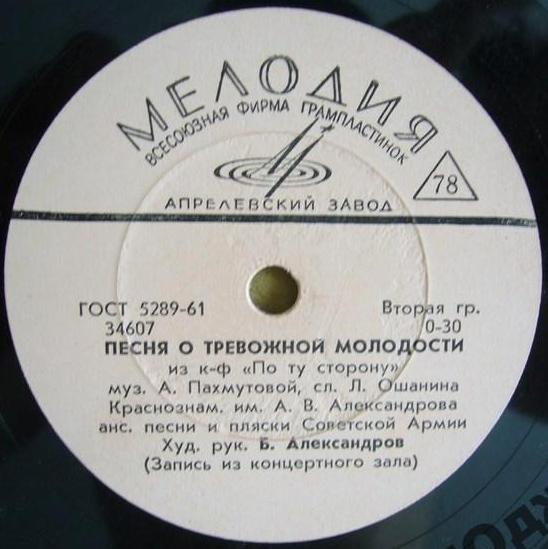 МЕЛОДИЯ
ВСЕСОЮЗНАЯ ФИРМА ГРАМПЛАСТИНОК
78
АПРЕЛЕВСКИЙ ЗАВОД
ГОСТ 5289-61 Вторая гр.
34607 0-30
ПЕСНЯ О ТРЕВОЖНОЙ МОЛОДОСТИ
из к-ф «По ту сторону»
муз. А. Пахмутовой, сл. Л. Ошанина
Краснознам. им. А. В. Александрова
анс. песни и пляски Советской Армии
Худ. рук. Б. Александров
(Запись из концертного зала)